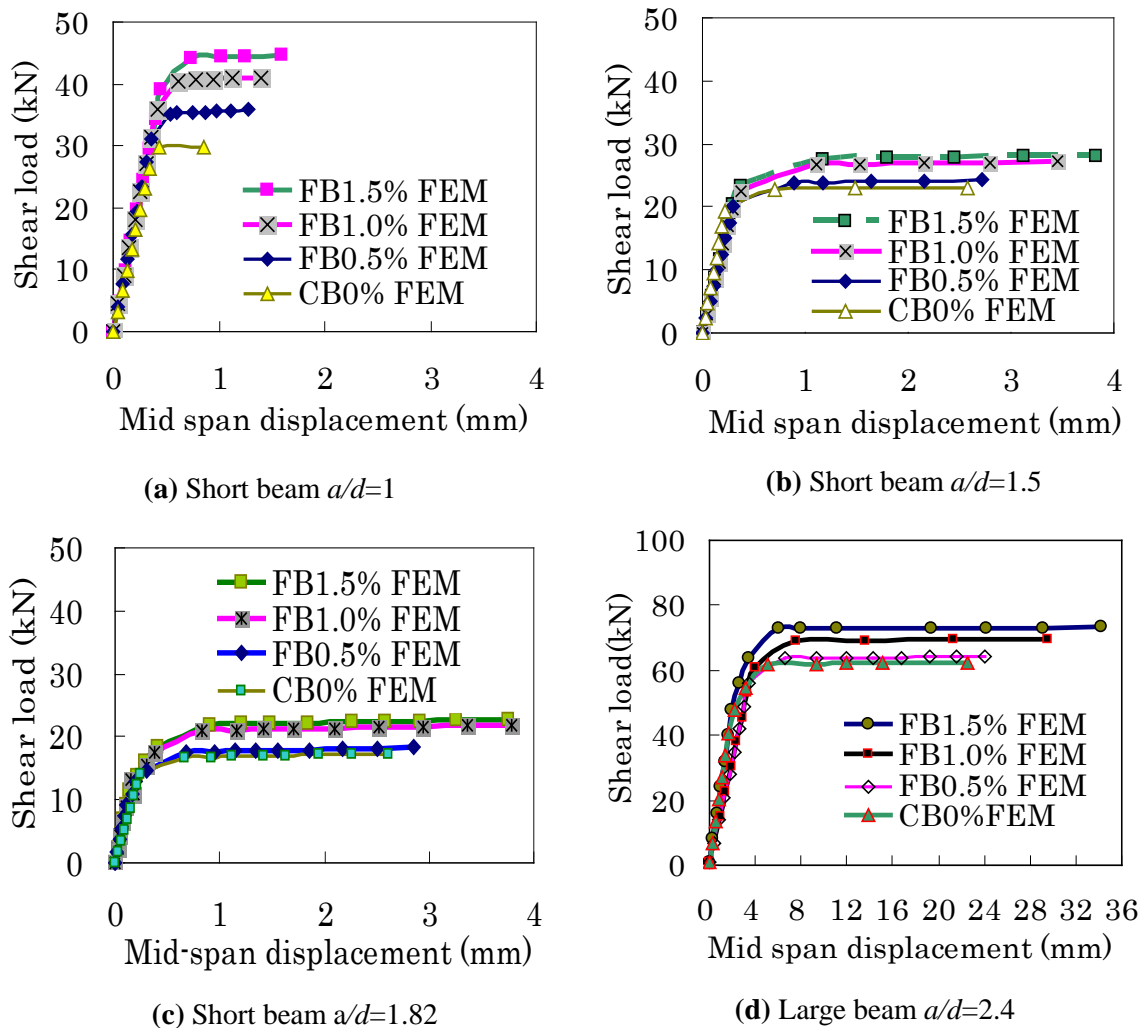 50
40
30
20
10
0
Shear load (kN)
FB1.5% FEM
FB1.0% FEM
FB0.5% FEM
CB0% FEM
0 1 2 3 4
Mid span displacement (mm)
(a) Short beam a/d=1
50
40
30
20
10
0
Shear load (kN)
FB1.5% FEM
FB1.0% FEM
FB0.5% FEM
CB0% FEM
0 1 2 3 4
Mid span displacement (mm)
(b) Short beam a/d=1.5
50
40
30
20
10
0
Shear load (kN)
FB1.5% FEM
FB1.0% FEM
FB0.5% FEM
CB0% FEM
0 1 2 3 4
Mid-span displacement (mm)
(c) Short beam a/d=1.82
100
80
60
40
20
0
Shear load(kN)
FB1.5% FEM
FB1.0% FEM
FB0.5% FEM
CB0%FEM
0 4 8 12 16 20 24 28 32 36
Mid span displacement (mm)
(d) Large beam a/d=2.4